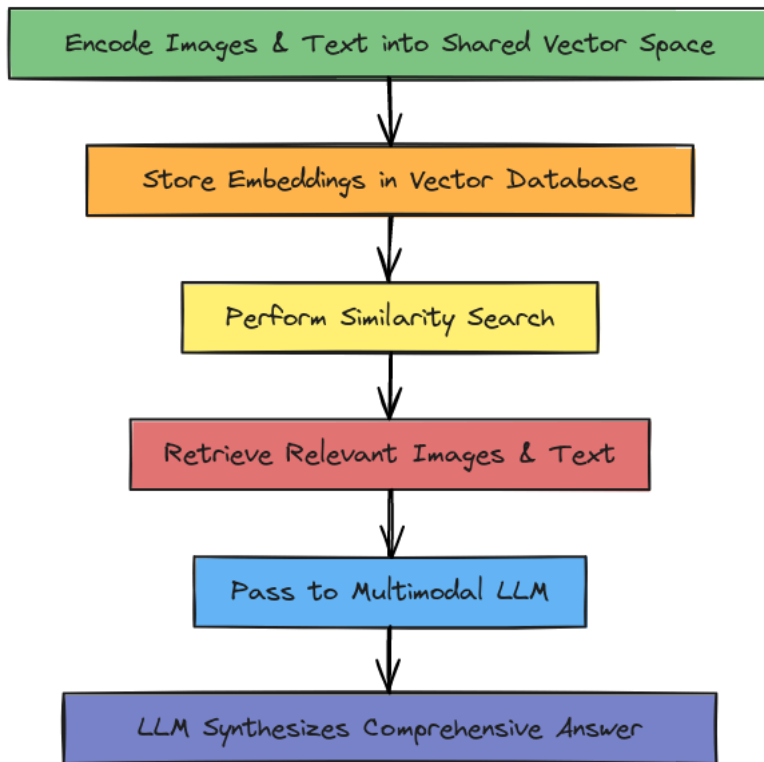 Encode Images & Text into Shared Vector Space
Store Embeddings in Vector Database
Perform Similarity Search
Retrieve Relevant Images & Text
Pass to Multimodal LLM
LLM Synthesizes Comprehensive Answer